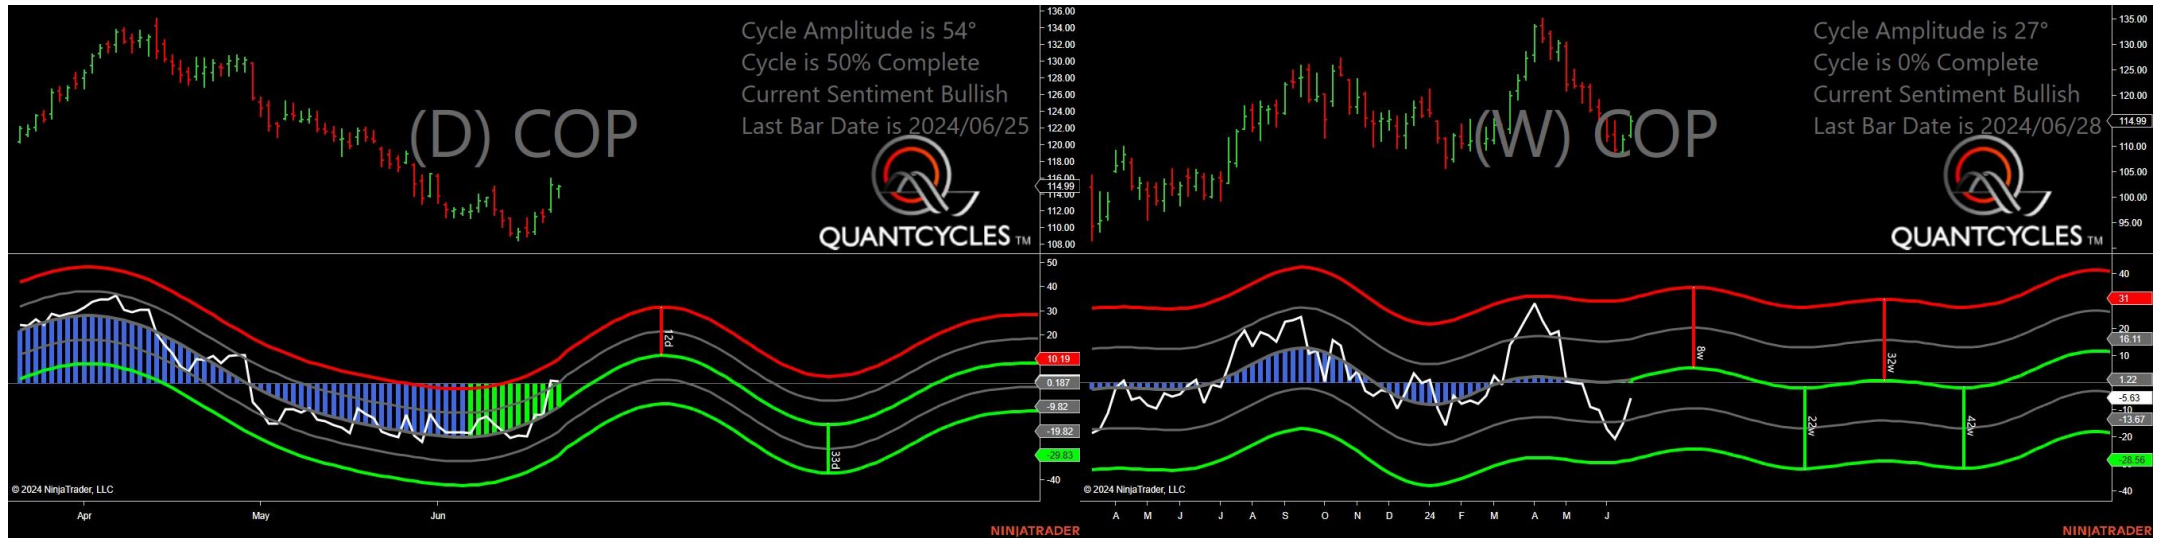 Cycle Amplitude is 54°
Cycle is 50% Complete
Current Sentiment Bullish
Last Bar Date is 2024/06/25
(D) COP
QUANTCYCLES TM
136.00
134.00
132.00
130.00
128.00
126.00
124.00
122.00
120.00
118.00
116.00
114.99
114.00
112.00
110.00
108.00
50
40
30
20
12d
10.19
0.187
-9.82
-19.82
33d
-29.83
-40
© 2024 NinjaTrader, LLC
Apr May Jun
NINJATRADER
Cycle Amplitude is 27°
Cycle is 0% Complete
Current Sentiment Bullish
Last Bar Date is 2024/06/28
(W) COP
QUANTCYCLES TM
135.00
130.00
125.00
120.00
114.99
110.00
105.00
100.00
95.00
40
31
20
16.11
8w
32w
10
1.22
-5.63
-10
-13.67
22w
42w
-20
-28.56
-40
© 2024 NinjaTrader, LLC
A M J J A S O N D 24 F M A M J
NINJATRADER